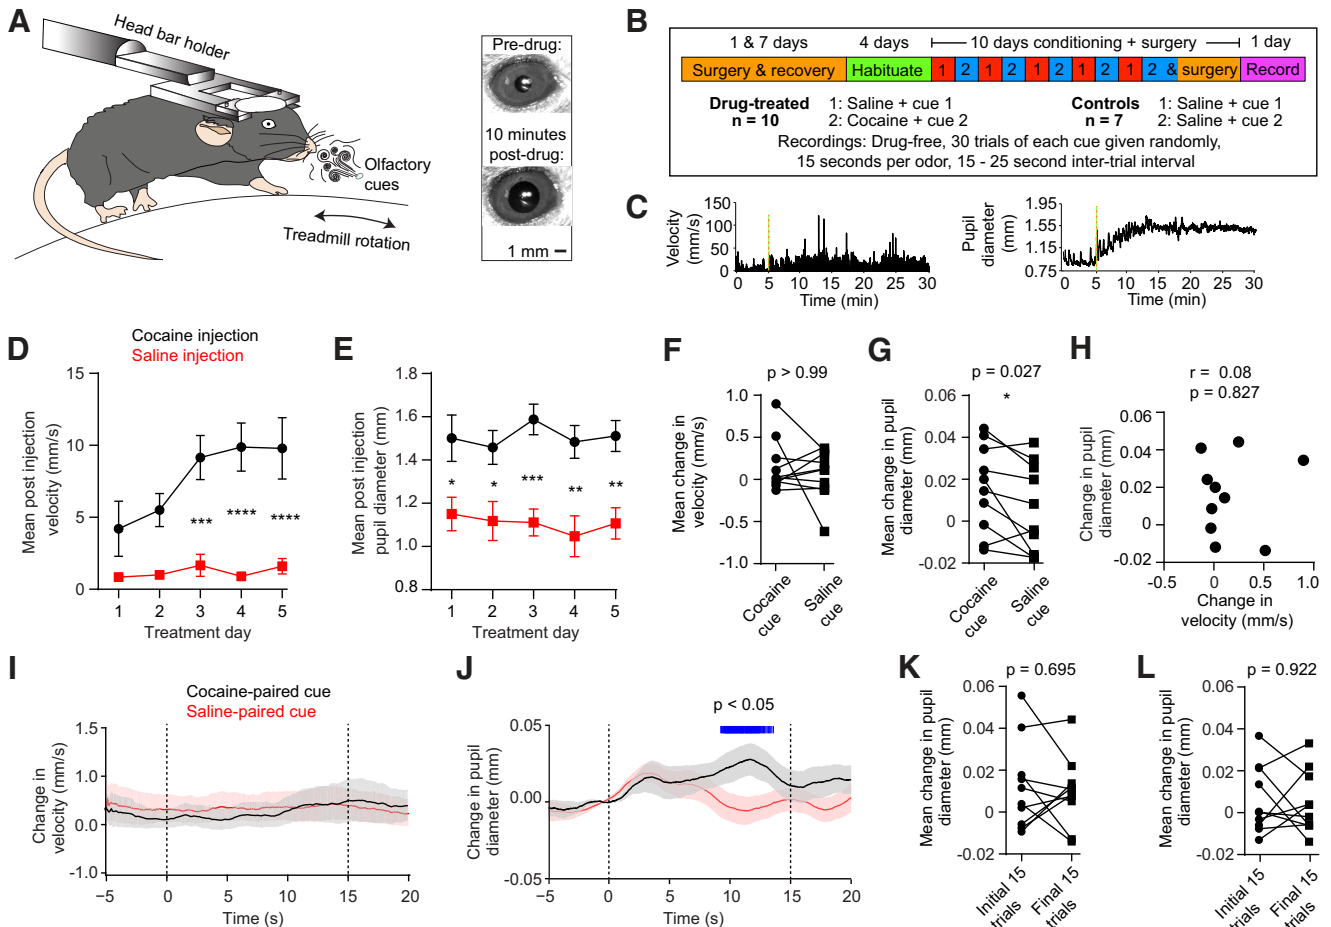 A
Head bar holder
Olfactory
cues
Treadmill rotation
Pre-drug:
10 minutes
post-drug:
1 mm
B
1 & 7 days
4 days
10 days conditioning + surgery
1 day
Surgery & recovery
Habituate
1 2 1 2 1 2 1 2 1 2 & surgery
Record
Drug-treated
n = 10
1: Saline + cue 1
2: Cocaine + cue 2
Controls
n = 7
1: Saline + cue 1
2: Saline + cue 2
Recordings: Drug-free, 30 trials of each cue given randomly,
15 seconds per odor, 15 - 25 second inter-trial interval
C
Velocity
(mm/s)
150
100
50
0
0 5 10 15 20 25 30
Time (min)
Pupil
diameter
(mm)
1.95
1.55
1.15
0.75
0 5 10 15 20 25 30
Time (min)
D
Cocaine injection
Saline injection
Mean post injection
velocity (mm/s)
15
10
5
0
*** **** ****
1 2 3 4 5
Treatment day
E
Mean post injection
pupil diameter (mm)
1.8
1.6
1.4
1.2
1.0
0.8
* * *** ** **
1 2 3 4 5
Treatment day
F
p > 0.99
Mean change in
velocity (mm/s)
1.0
0.5
0
-0.5
-1.0
Cocaine
cue
Saline
cue
G
p = 0.027
*
Mean change in pupil
diameter (mm)
0.06
0.04
0.02
0
-0.02
Cocaine
cue
Saline
cue
H
r = 0.08
p = 0.827
Change in pupil
diameter (mm)
0.06
0.04
0.02
0
-0.02
-0.5 0 0.5 1.0
Change in
velocity (mm/s)
I
Cocaine-paired cue
Saline-paired cue
Change in
velocity (mm/s)
1.5
1.0
0.0
-1.0
−5 0 5 10 15 20
Time (s)
J
p < 0.05
Change in pupil
diameter (mm)
0.05
0.00
-0.05
−5 0 5 10 15 20
Time (s)
K
p = 0.695
Mean change in pupil
diameter (mm)
0.06
0.04
0.02
0
-0.02
Initial 15
trials
Final 15
trials
L
p = 0.922
Mean change in pupil
diameter (mm)
0.06
0.04
0.02
0
-0.02
Initial 15
trials
Final 15
trials